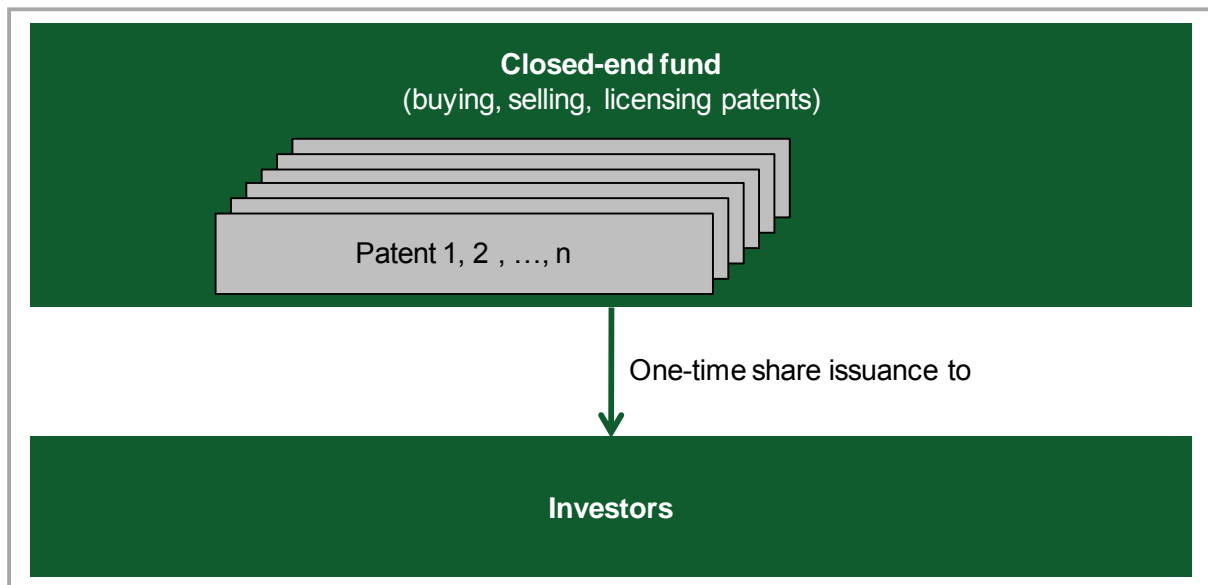 Closed-end fund
(buying, selling, licensing patents)
Patent 1, 2 , …, n
One-time share issuance to
Investors